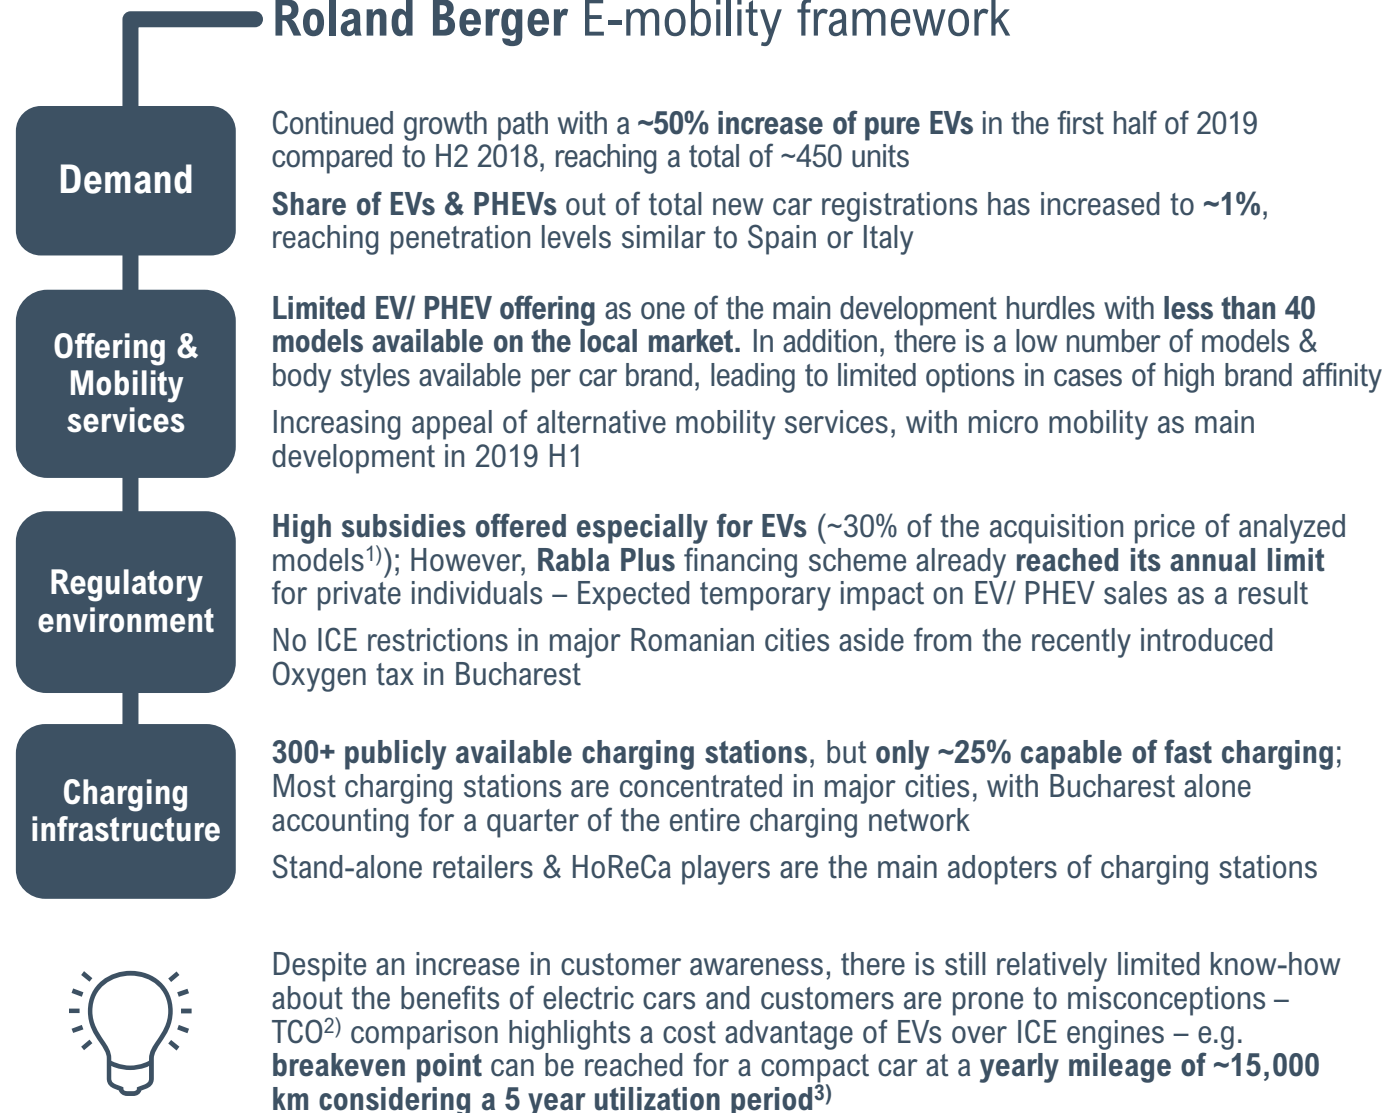 Roland Berger E-mobility framework
Demand
Continued growth path with a ~50% increase of pure EVs in the first half of 2019
compared to H2 2018, reaching a total of ~450 units
Share of EVs & PHEVs out of total new car registrations has increased to ~1%,
reaching penetration levels similar to Spain or Italy
Offering &
Mobility
services
Limited EV/ PHEV offering as one of the main development hurdles with less than 40
models available on the local market. In addition, there is a low number of models &
body styles available per car brand, leading to limited options in cases of high brand affinity
Increasing appeal of alternative mobility services, with micro mobility as main
development in 2019 H1
Regulatory
environment
High subsidies offered especially for EVs (~30% of the acquisition price of analyzed
models1)); However, Rabla Plus financing scheme already reached its annual limit
for private individuals – Expected temporary impact on EV/ PHEV sales as a result
No ICE restrictions in major Romanian cities aside from the recently introduced
Oxygen tax in Bucharest
Charging
infrastructure
300+ publicly available charging stations, but only ~25% capable of fast charging;
Most charging stations are concentrated in major cities, with Bucharest alone
accounting for a quarter of the entire charging network
Stand-alone retailers & HoReCa players are the main adopters of charging stations
Despite an increase in customer awareness, there is still relatively limited know-how
about the benefits of electric cars and customers are prone to misconceptions –
TCO2) comparison highlights a cost advantage of EVs over ICE engines – e.g.
breakeven point can be reached for a compact car at a yearly mileage of ~15,000
km considering a 5 year utilization period3)